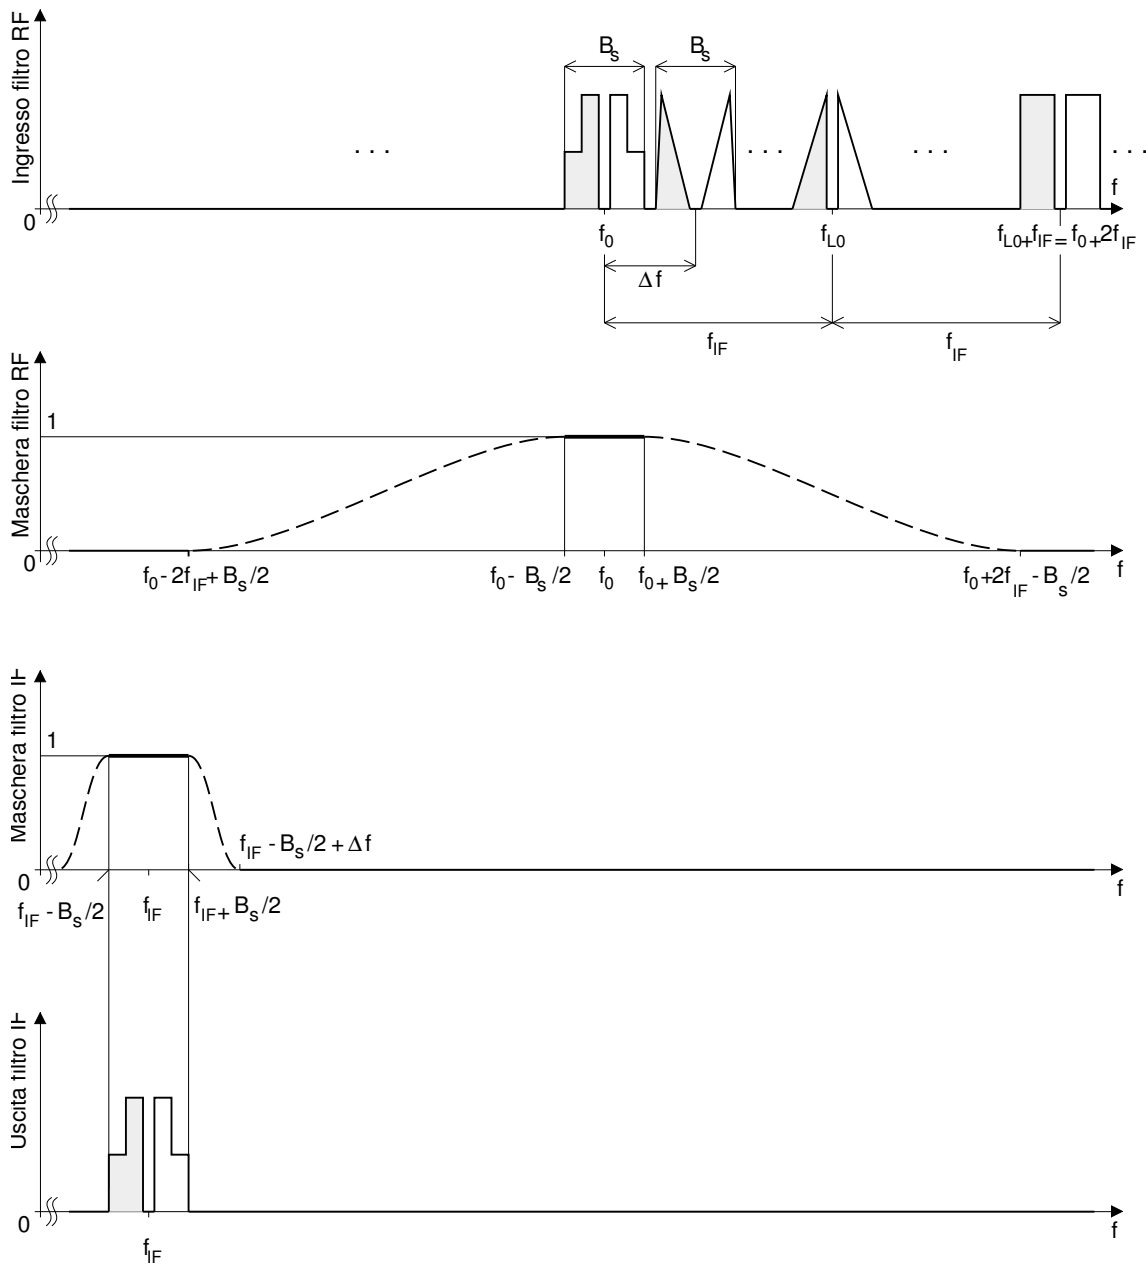 Ingresso filtro RF
B_s B_s
. . . . . . . . . . . .
f
0
f_0 f_L0 f_L0+f_IF = f_0+2f_IF
Δf
f_IF f_IF
Maschera filtro RF
1
0
f_0 - 2f_IF + B_s/2 f_0 - B_s/2 f_0 f_0 + B_s/2 f_0+2f_IF - B_s/2 f
Maschera filtro IF
1
f_IF - B_s/2 + Δf
0
f_IF - B_s/2 f_IF f_IF + B_s/2 f
Uscita filtro IF
0
f_IF f